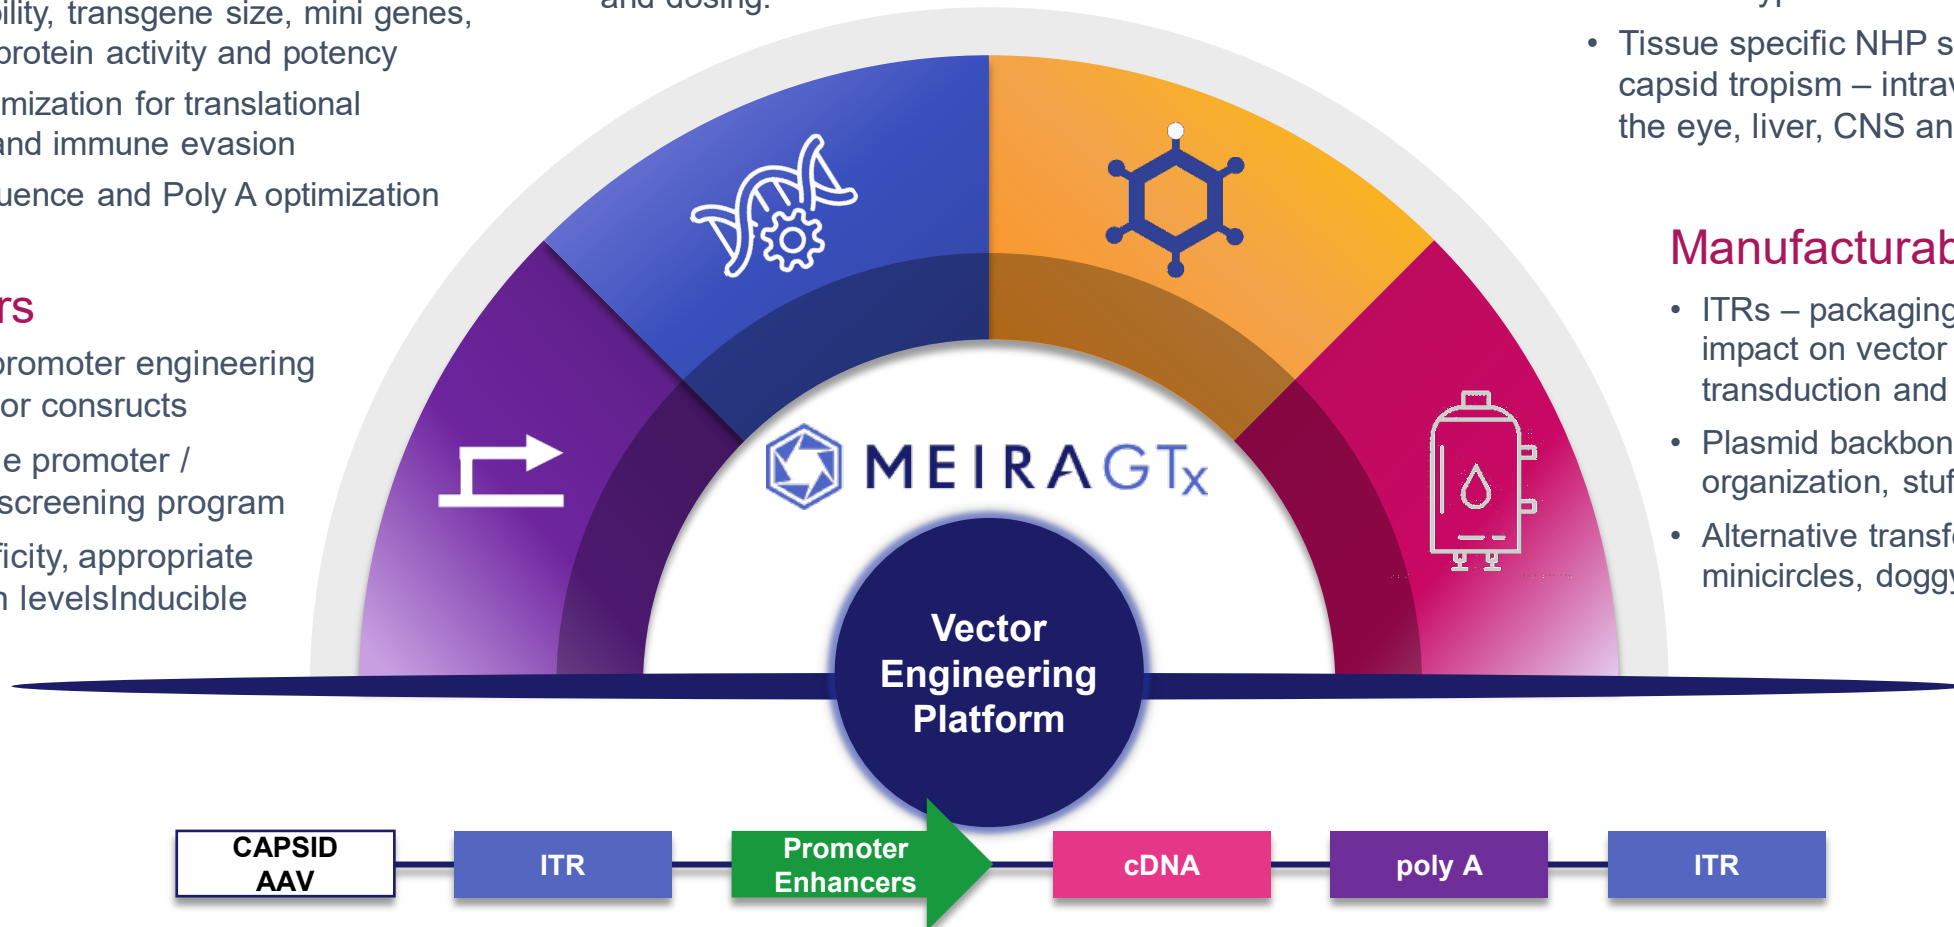 bility, transgene size, mini genes,
protein activity and potency
mization for translational
and immune evasion
uence and Poly A optimization
rs
promoter engineering
or consructs
e promoter /
screening program
ficity, appropriate
n levelsInducible
and dosing.
• Tissue specific NHP s
capsid tropism – intrav
the eye, liver, CNS an
Manufacturab
• ITRs – packaging
impact on vector
transduction and
• Plasmid backbon
organization, stuf
• Alternative transf
minicircles, doggy
MEIRAGTx
Vector
Engineering
Platform
CAPSID
AAV
ITR
Promoter
Enhancers
cDNA
poly A
ITR